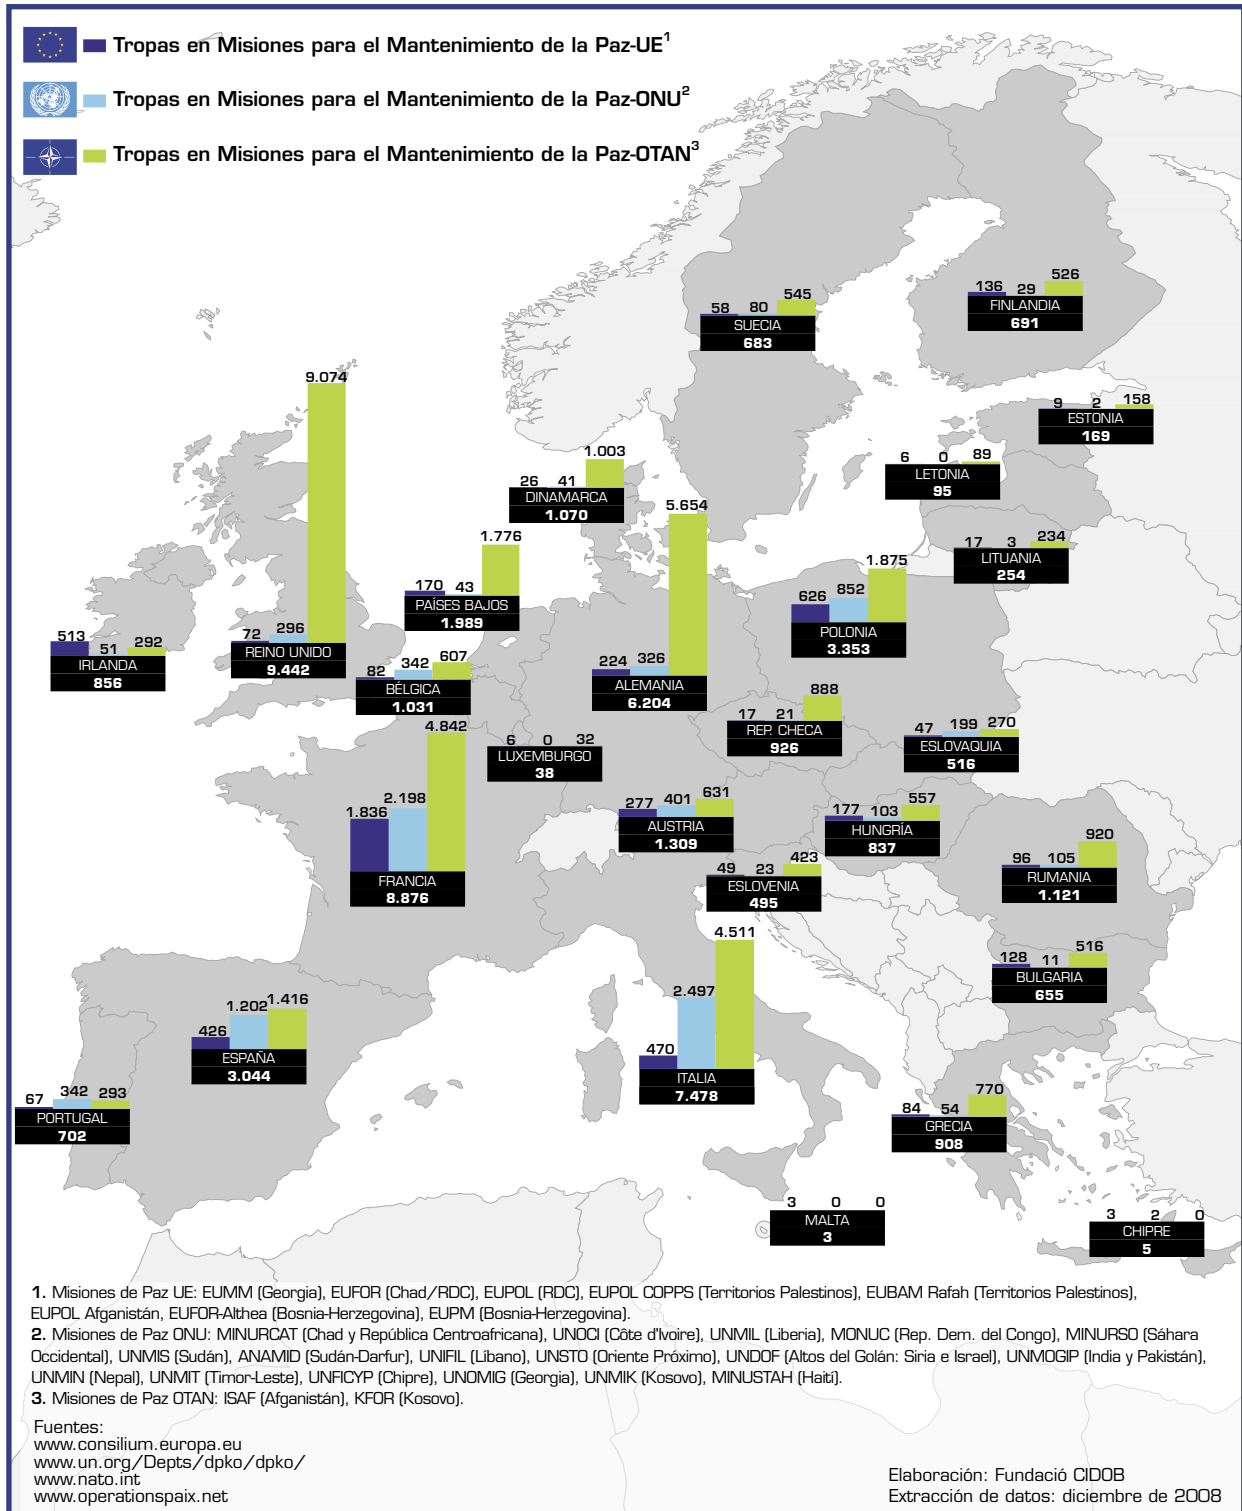 Tropas en Misiones para el Mantenimiento de la Paz-UE¹
Tropas en Misiones para el Mantenimiento de la Paz-ONU²
Tropas en Misiones para el Mantenimiento de la Paz-OTAN³
58 80 545
SUECIA
683
136 29 526
FINLANDIA
691
9 2 158
ESTONIA
169
6 0 89
LETONIA
95
17 3 234
LITUANIA
254
26 41 1.003
DINAMARCA
1.070
170 43 1.776
PAÍSES BAJOS
1.989
513 51 292
IRLANDA
856
72 296 9.074
REINO UNIDO
9.442
82 342 607
BÉLGICA
1.031
224 326 5.654
ALEMANIA
6.204
626 852 1.875
POLONIA
3.353
17 21 888
REP. CHECA
926
47 199 270
ESLOVAQUIA
516
6 0 32
LUXEMBURGO
38
1.836 2.198 4.842
FRANCIA
8.876
277 401 631
AUSTRIA
1.309
177 103 557
HUNGRÍA
837
49 23 423
ESLOVENIA
495
96 105 920
RUMANIA
1.121
128 11 516
BULGARIA
655
426 1.202 1.416
ESPAÑA
3.044
67 342 293
PORTUGAL
702
470 2.497 4.511
ITALIA
7.478
84 54 770
GRECIA
908
3 0 0
MALTA
3
3 2 0
CHIPRE
5
1. Misiones de Paz UE: EUMM (Georgia), EUFOR (Chad/RDC), EUPOL (RDC), EUPOL COPPS (Territorios Palestinos), EUBAM Rafah (Territorios Palestinos),
EUPOL Afganistán, EUFOR-Althea (Bosnia-Herzegovina), EUPM (Bosnia-Herzegovina).
2. Misiones de Paz ONU: MINURCAT (Chad y República Centroafricana), UNOCI (Côte d'Ivoire), UNMIL (Liberia), MONUC (Rep. Dem. del Congo), MINURSO (Sáhara
Occidental), UNMIS (Sudán), ANAMID (Sudán-Darfur), UNIFIL (Líbano), UNSTO (Oriente Próximo), UNDOF (Altos del Golán: Siria e Israel), UNMOGIP (India y Pakistán),
UNMIN (Nepal), UNMIT (Timor-Leste), UNFICYP (Chipre), UNOMIG (Georgia), UNMIK (Kosovo), MINUSTAH (Haití).
3. Misiones de Paz OTAN: ISAF (Afganistán), KFOR (Kosovo).
Fuentes:
www.consilium.europa.eu
www.un.org/Depts/dpko/dpko/
www.nato.int
www.operationspaix.net
Elaboración: Fundació CIDOB
Extracción de datos: diciembre de 2008